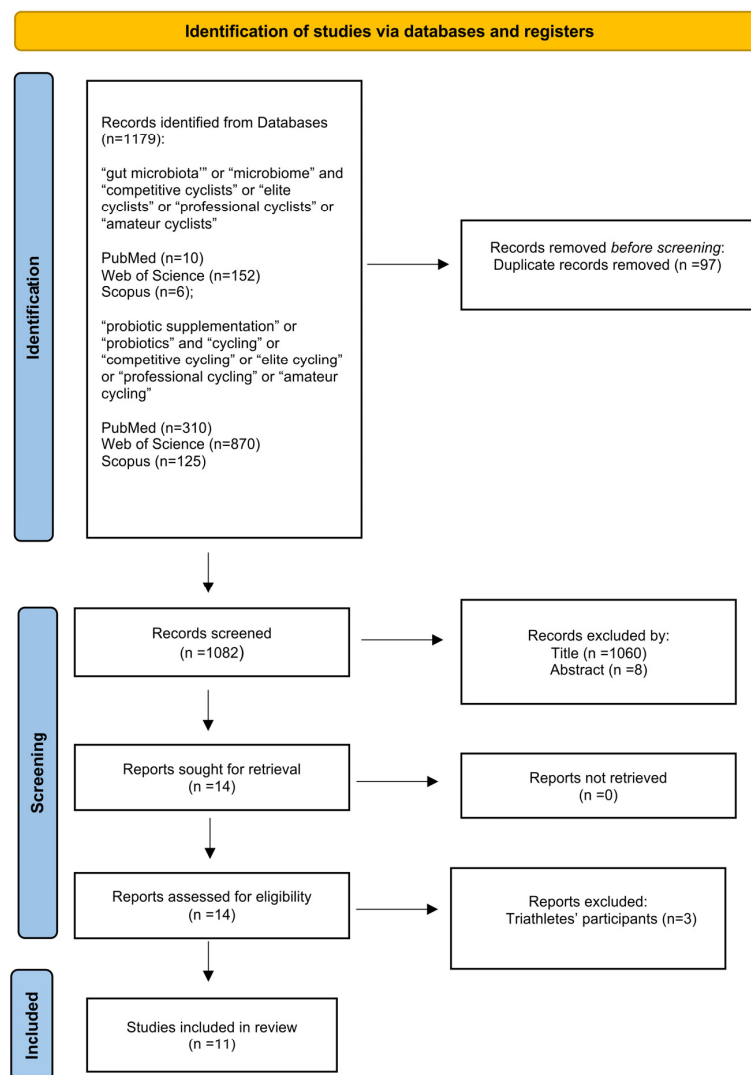 Identification of studies via databases and registers
Identification
Records identified from Databases
(n=1179):
“gut microbiota’” or “microbiome” and
“competitive cyclists” or “elite
cyclists” or “professional cyclists” or
“amateur cyclists”
PubMed (n=10)
Web of Science (n=152)
Scopus (n=6);
“probiotic supplementation” or
“probiotics” and “cycling” or
“competitive cycling” or “elite cycling”
or “professional cycling” or “amateur
cycling”
PubMed (n=310)
Web of Science (n=870)
Scopus (n=125)
Records removed before screening:
Duplicate records removed (n =97)
Screening
Records screened
(n =1082)
Records excluded by:
Title (n =1060)
Abstract (n =8)
Reports sought for retrieval
(n =14)
Reports not retrieved
(n =0)
Reports assessed for eligibility
(n =14)
Reports excluded:
Triathletes’ participants (n=3)
Included
Studies included in review
(n =11)